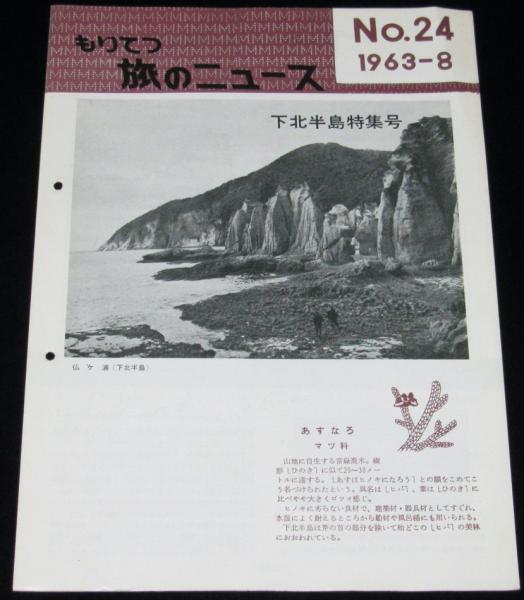 もりてつ
旅のニュース
No.24
1963-8
下北半島特集号
仏ケ浦(下北半島)
あすなろ
マツ科
山地に自生する常緑喬木。樹
形「ひのき」に似て20~30メー
トルに達する。「あすはヒノキになろう」との願をこめてこ
う名づけられたという。異名は「ヒバ」、葉は「ひのき」に
比べやや大きくゴツイ感じ。
ヒノキに劣らない良材で、建築材・器具材としてすぐれ、
水湿によく耐えるところから船材や風呂桶にも用いられる。
下北半島は斧の首の部分を除いて殆どこの「ヒバ」の美林
におおわれている。